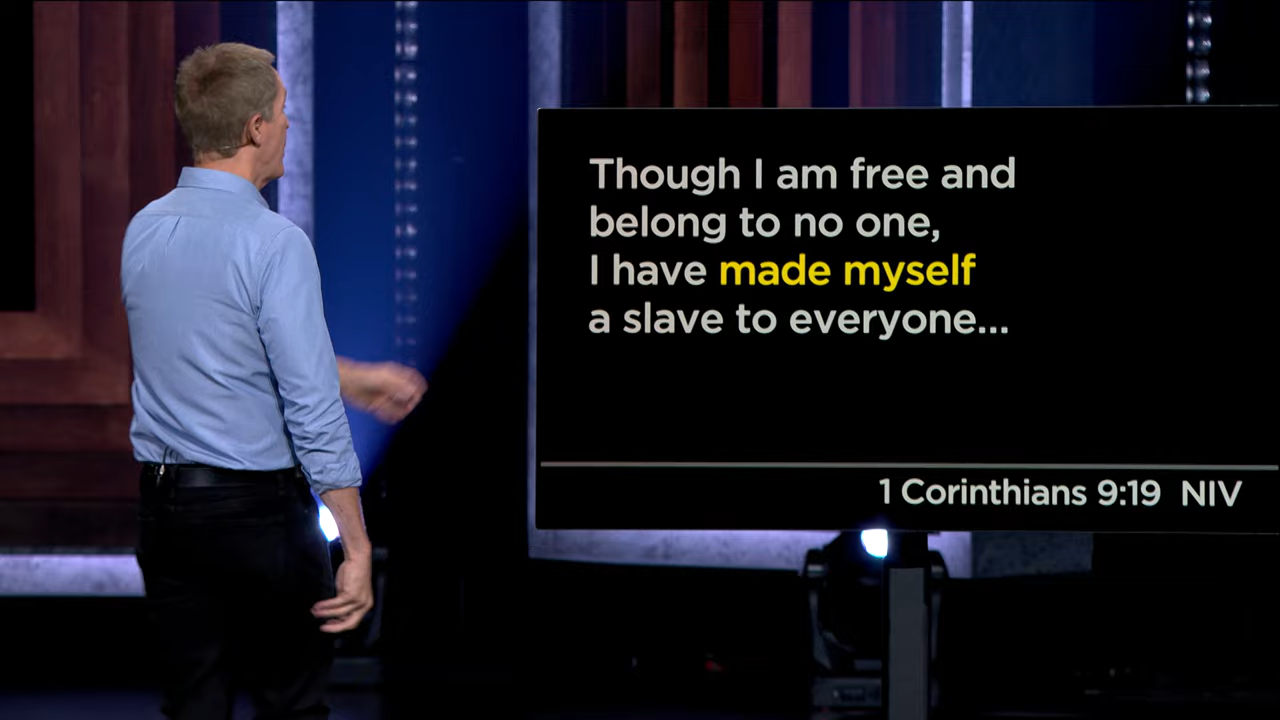 Though I am free and
belong to no one,
I have made myself
a slave to everyone...
1 Corinthians 9:19 NIV